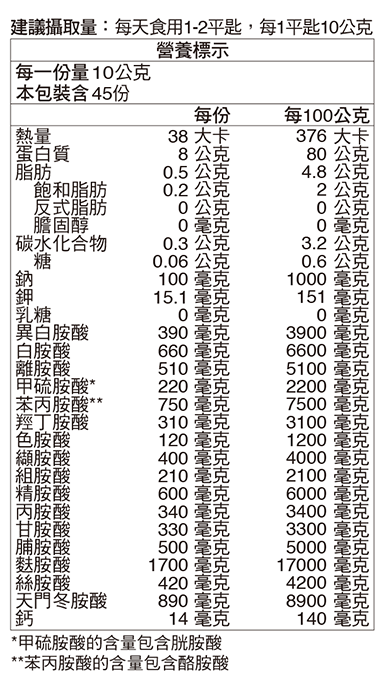 建議攝取量：每天食用1-2平匙，每1平匙10公克
營養標示
每一份量10公克
本包裝含45份
每份 每100公克
熱量 38 大卡 376 大卡
蛋白質 8 公克 80 公克
脂肪 0.5 公克 4.8 公克
飽和脂肪 0.2 公克 2 公克
反式脂肪 0 公克 0 公克
膽固醇 0 毫克 0 毫克
碳水化合物 0.3 公克 3.2 公克
糖 0.06 公克 0.6 公克
鈉 100 毫克 1000 毫克
鉀 15.1 毫克 151 毫克
乳糖 0 毫克 0 毫克
異白胺酸 390 毫克 3900 毫克
白胺酸 660 毫克 6600 毫克
離胺酸 510 毫克 5100 毫克
甲硫胺酸* 220 毫克 2200 毫克
苯丙胺酸** 750 毫克 7500 毫克
羥丁胺酸 310 毫克 3100 毫克
色胺酸 120 毫克 1200 毫克
纈胺酸 400 毫克 4000 毫克
組胺酸 210 毫克 2100 毫克
精胺酸 600 毫克 6000 毫克
丙胺酸 340 毫克 3400 毫克
甘胺酸 330 毫克 3300 毫克
脯胺酸 500 毫克 5000 毫克
麩胺酸 1700 毫克 17000 毫克
絲胺酸 420 毫克 4200 毫克
天門冬胺酸 890 毫克 8900 毫克
鈣 14 毫克 140 毫克
*甲硫胺酸的含量包含胱胺酸
**苯丙胺酸的含量包含酪胺酸